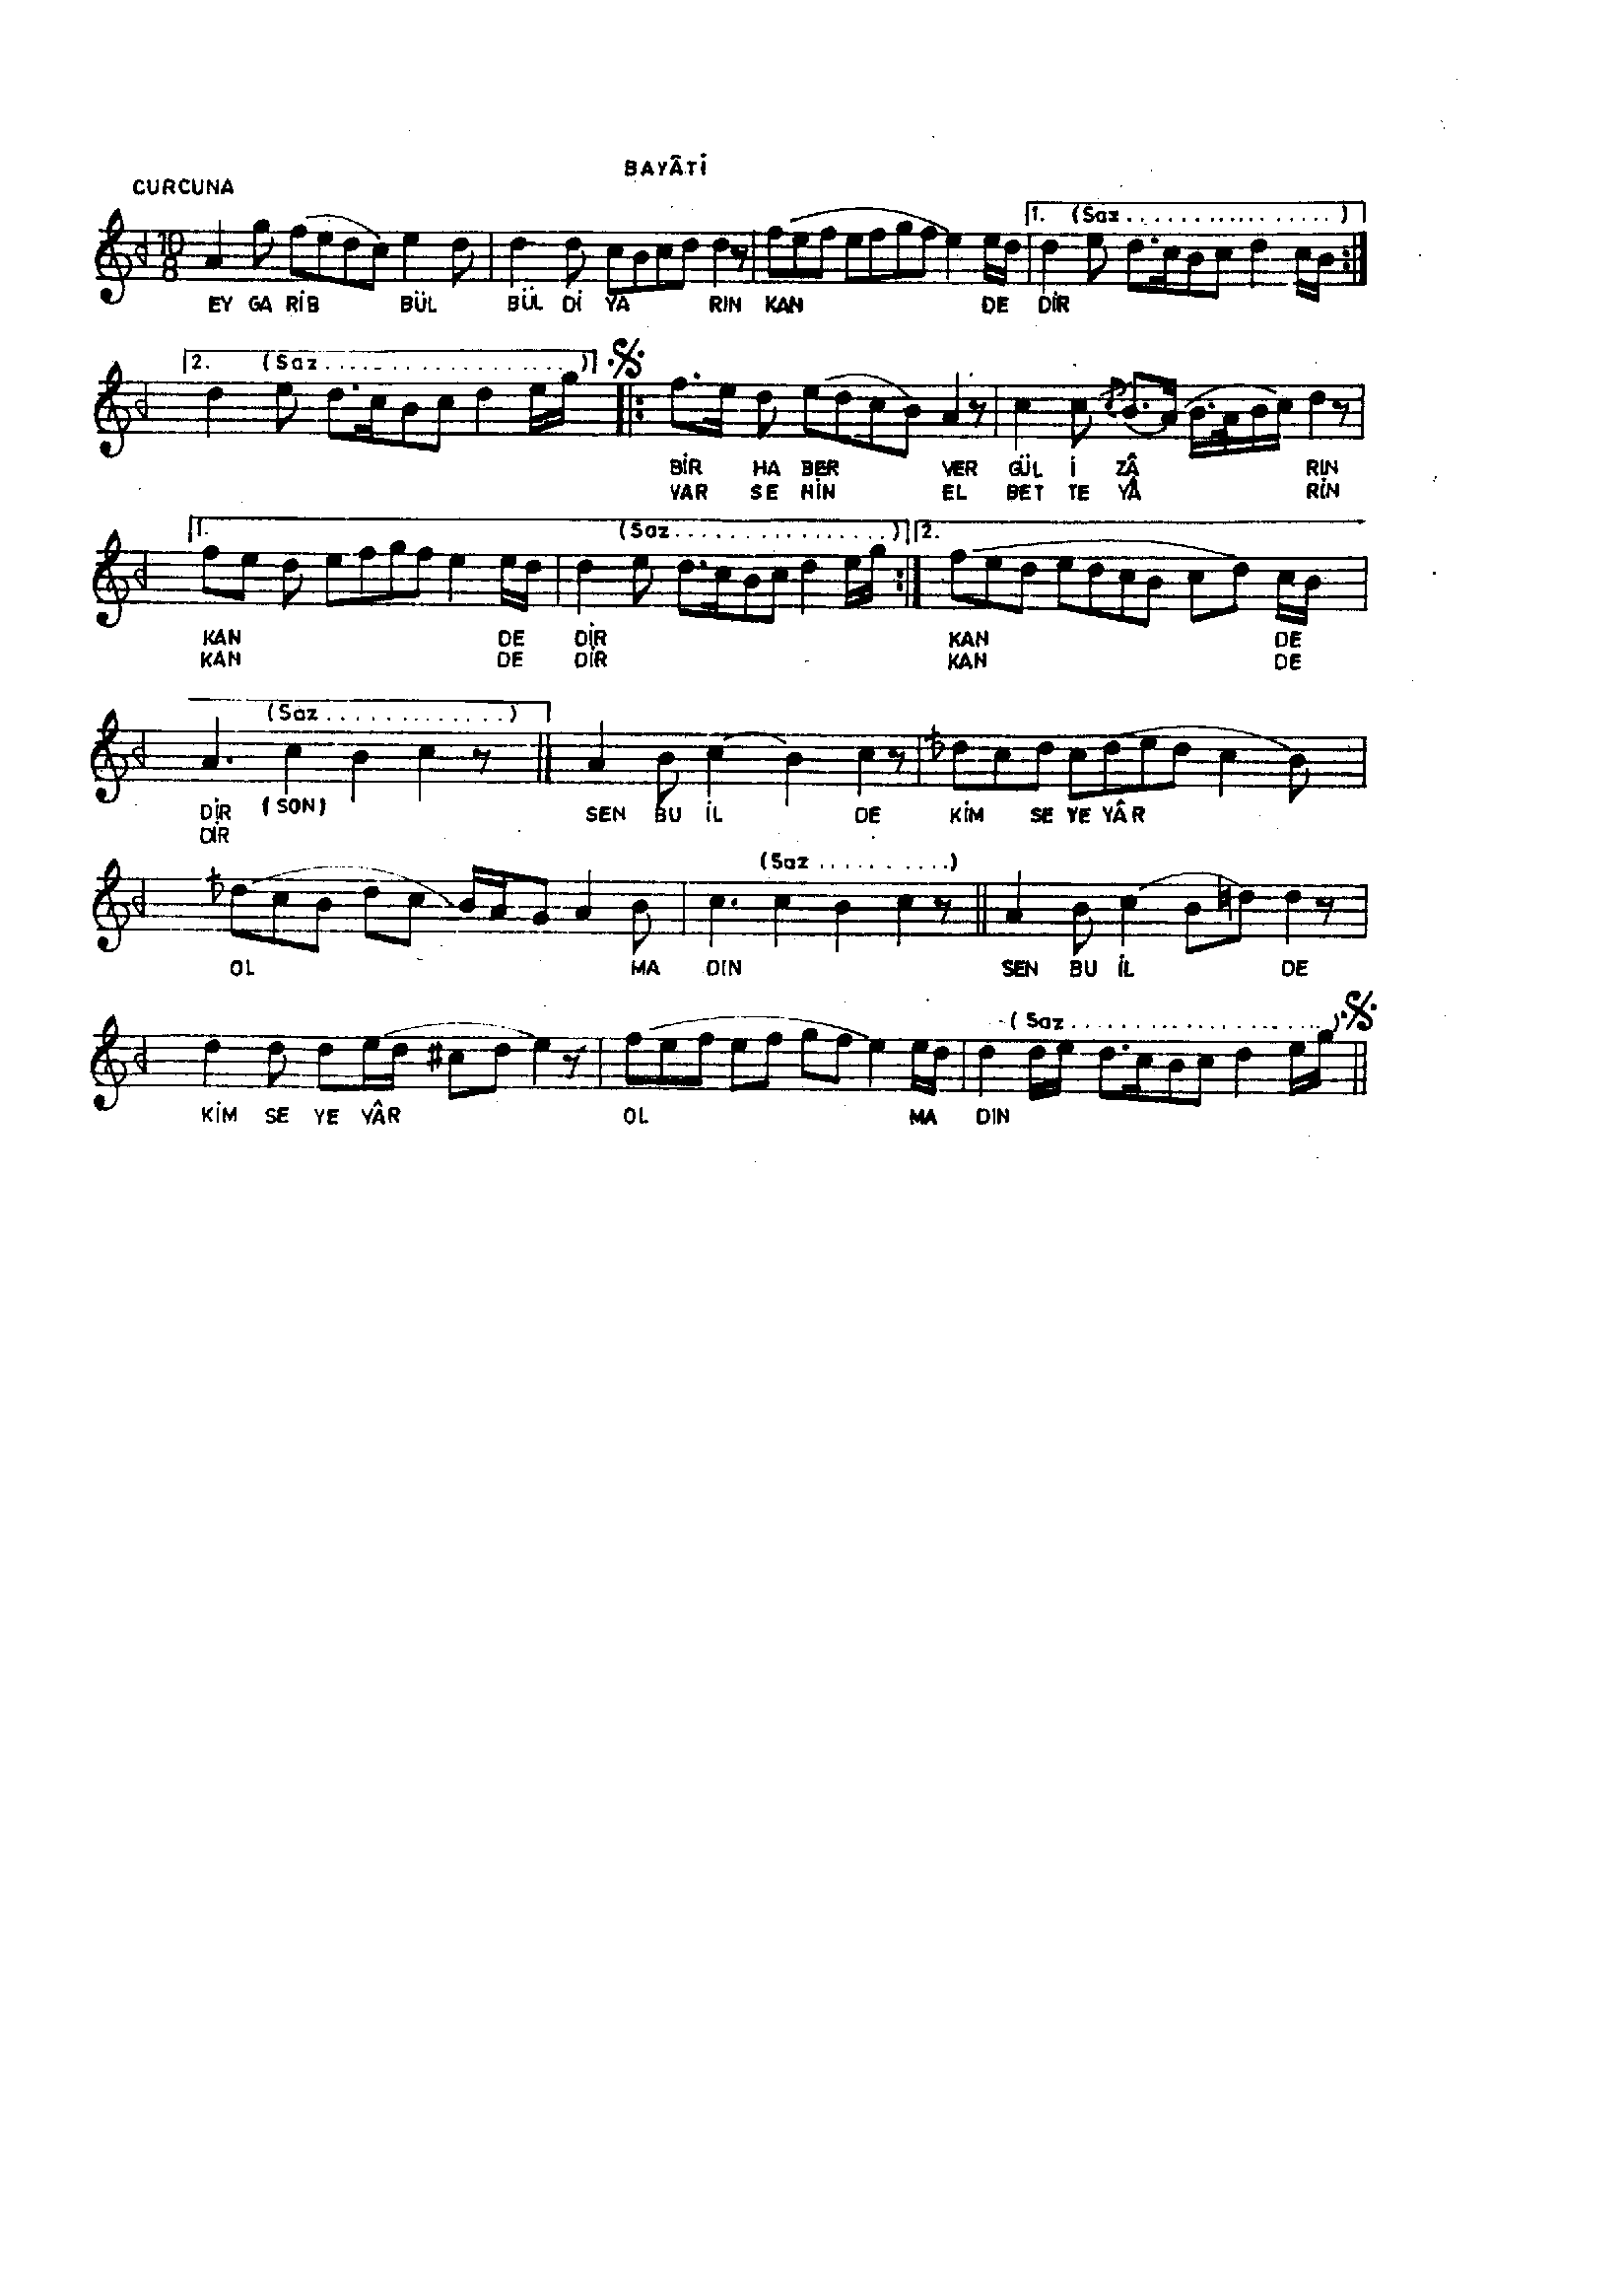 BAYÂTİ
CURCUNA
10
8
1. (Saz . . . . . . . . . . . . . . . . . )
EY GA RİB BÜL BÜL Dİ YA RIN KAN DE DİR
2. (Saz . . . . . . . . . . . . . . . . . . )
BİR HA BER VER GÜL İ ZÂ RIN
VAR SE NİN EL BET TE YÂ RİN
1. (Saz . . . . . . . . . . . . . . . . ) 2.
KAN DE DİR KAN DE
KAN DE DİR KAN DE
(Saz . . . . . . . . . . . . . )
DİR (SON) SEN BU İL DE KİM SE YE YÂR
DİR
(Saz . . . . . . . . . . )
OL MA DIN SEN BU İL DE
(Saz . . . . . . . . . . . . . . . . . . )
KİM SE YE YÂR OL MA DIN